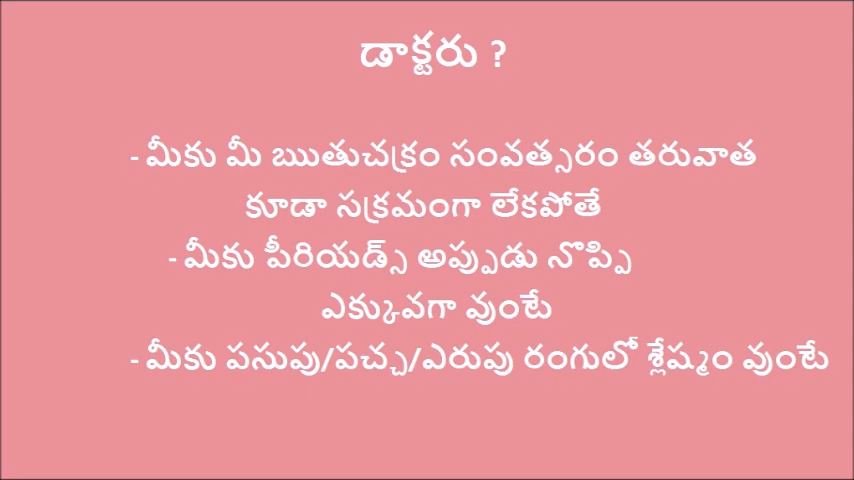 డాక్టరు ?
- మీకు మీ ఋతుచక్రం సంవత్సరం తరువాత
కూడా సక్రమంగా లేకపోతే
- మీకు పీరియడ్స్ అప్పుడు నొప్పి
ఎక్కువగా వుంటే
- మీకు పసుపు/పచ్చ/ఎరుపు రంగులో శ్లేష్మం వుంటే